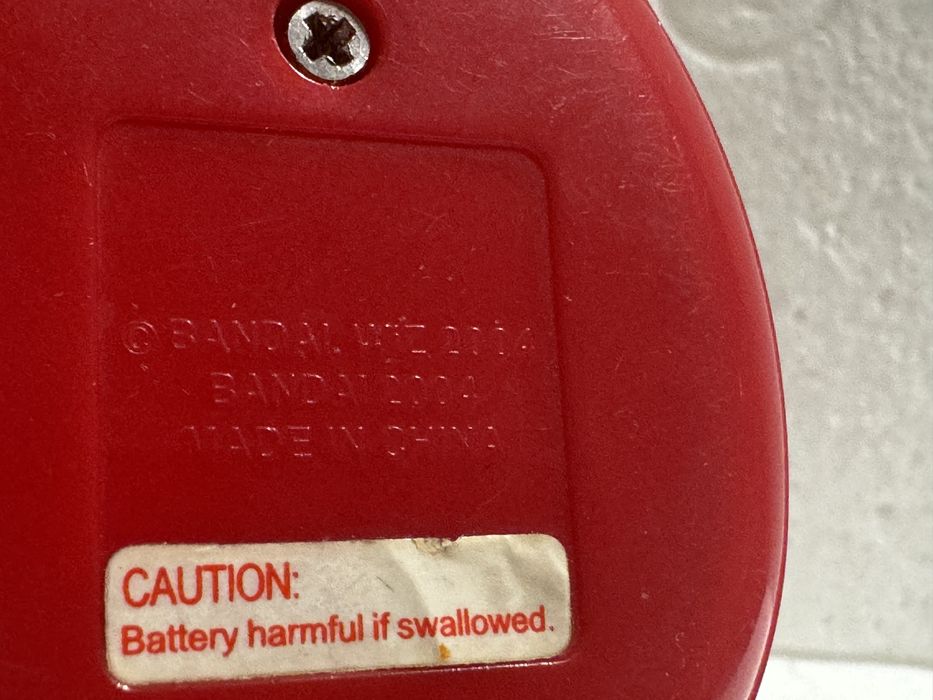 © BANDAI, WIZ 2004
BANDAI 2004
MADE IN CHINA
CAUTION:
Battery harmful if swallowed.